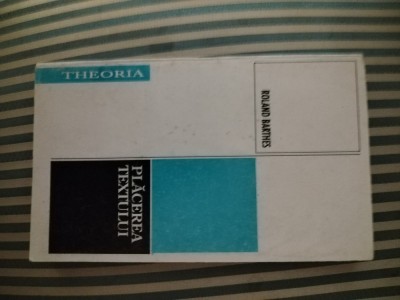 THEORIA
ROLAND BARTHES
PLĂCEREA
TEXTULUI